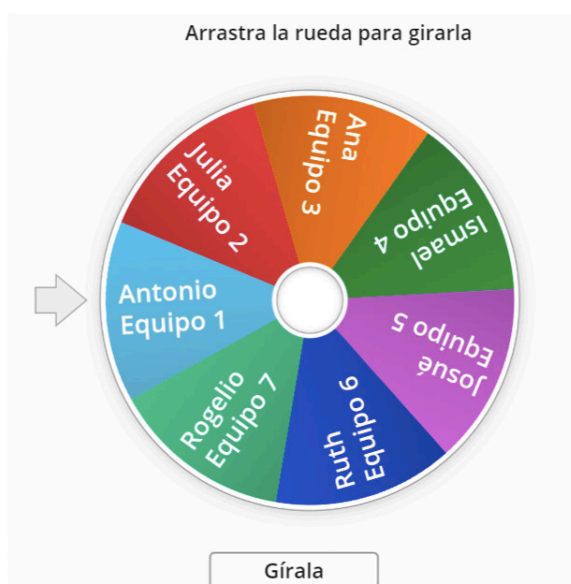 Arrastra la rueda para girarla
Antonio
Equipo 1
Julia
Equipo 2
Ana
Equipo 3
Ismael
Equipo 4
Josué
Equipo 5
Ruth
Equipo 6
Rogelio
Equipo 7
Gírala